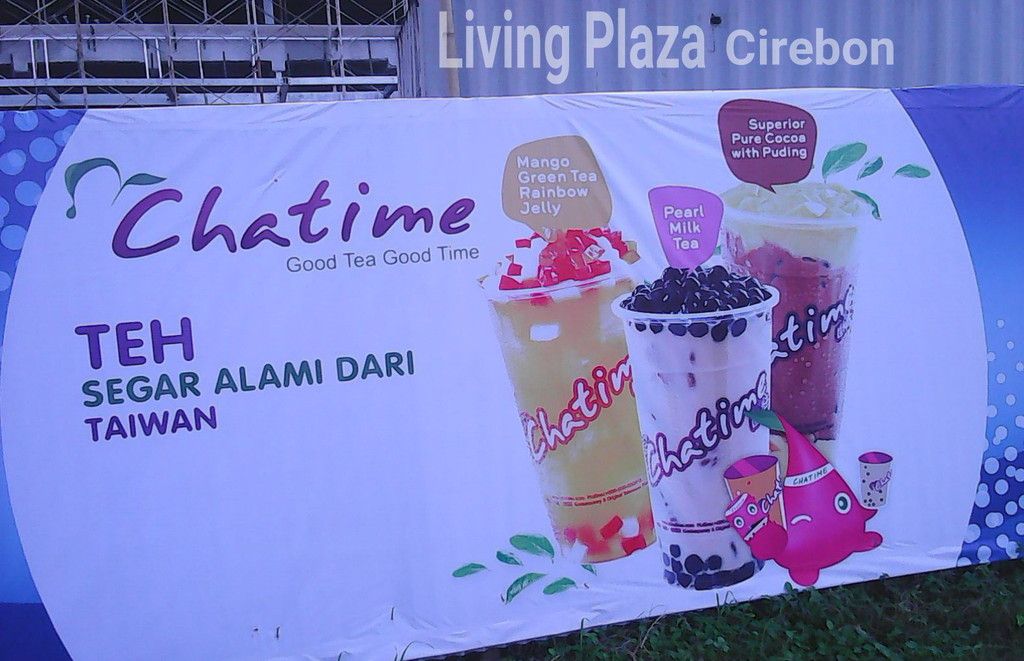 Living Plaza Cirebon
Chatime
Good Tea Good Time
TEH
SEGAR ALAMI DARI
TAIWAN
Mango
Green Tea
Rainbow
Jelly
Pearl
Milk
Tea
Superior
Pure Cocoa
with Puding
Chatime
Chatime
CHATIME